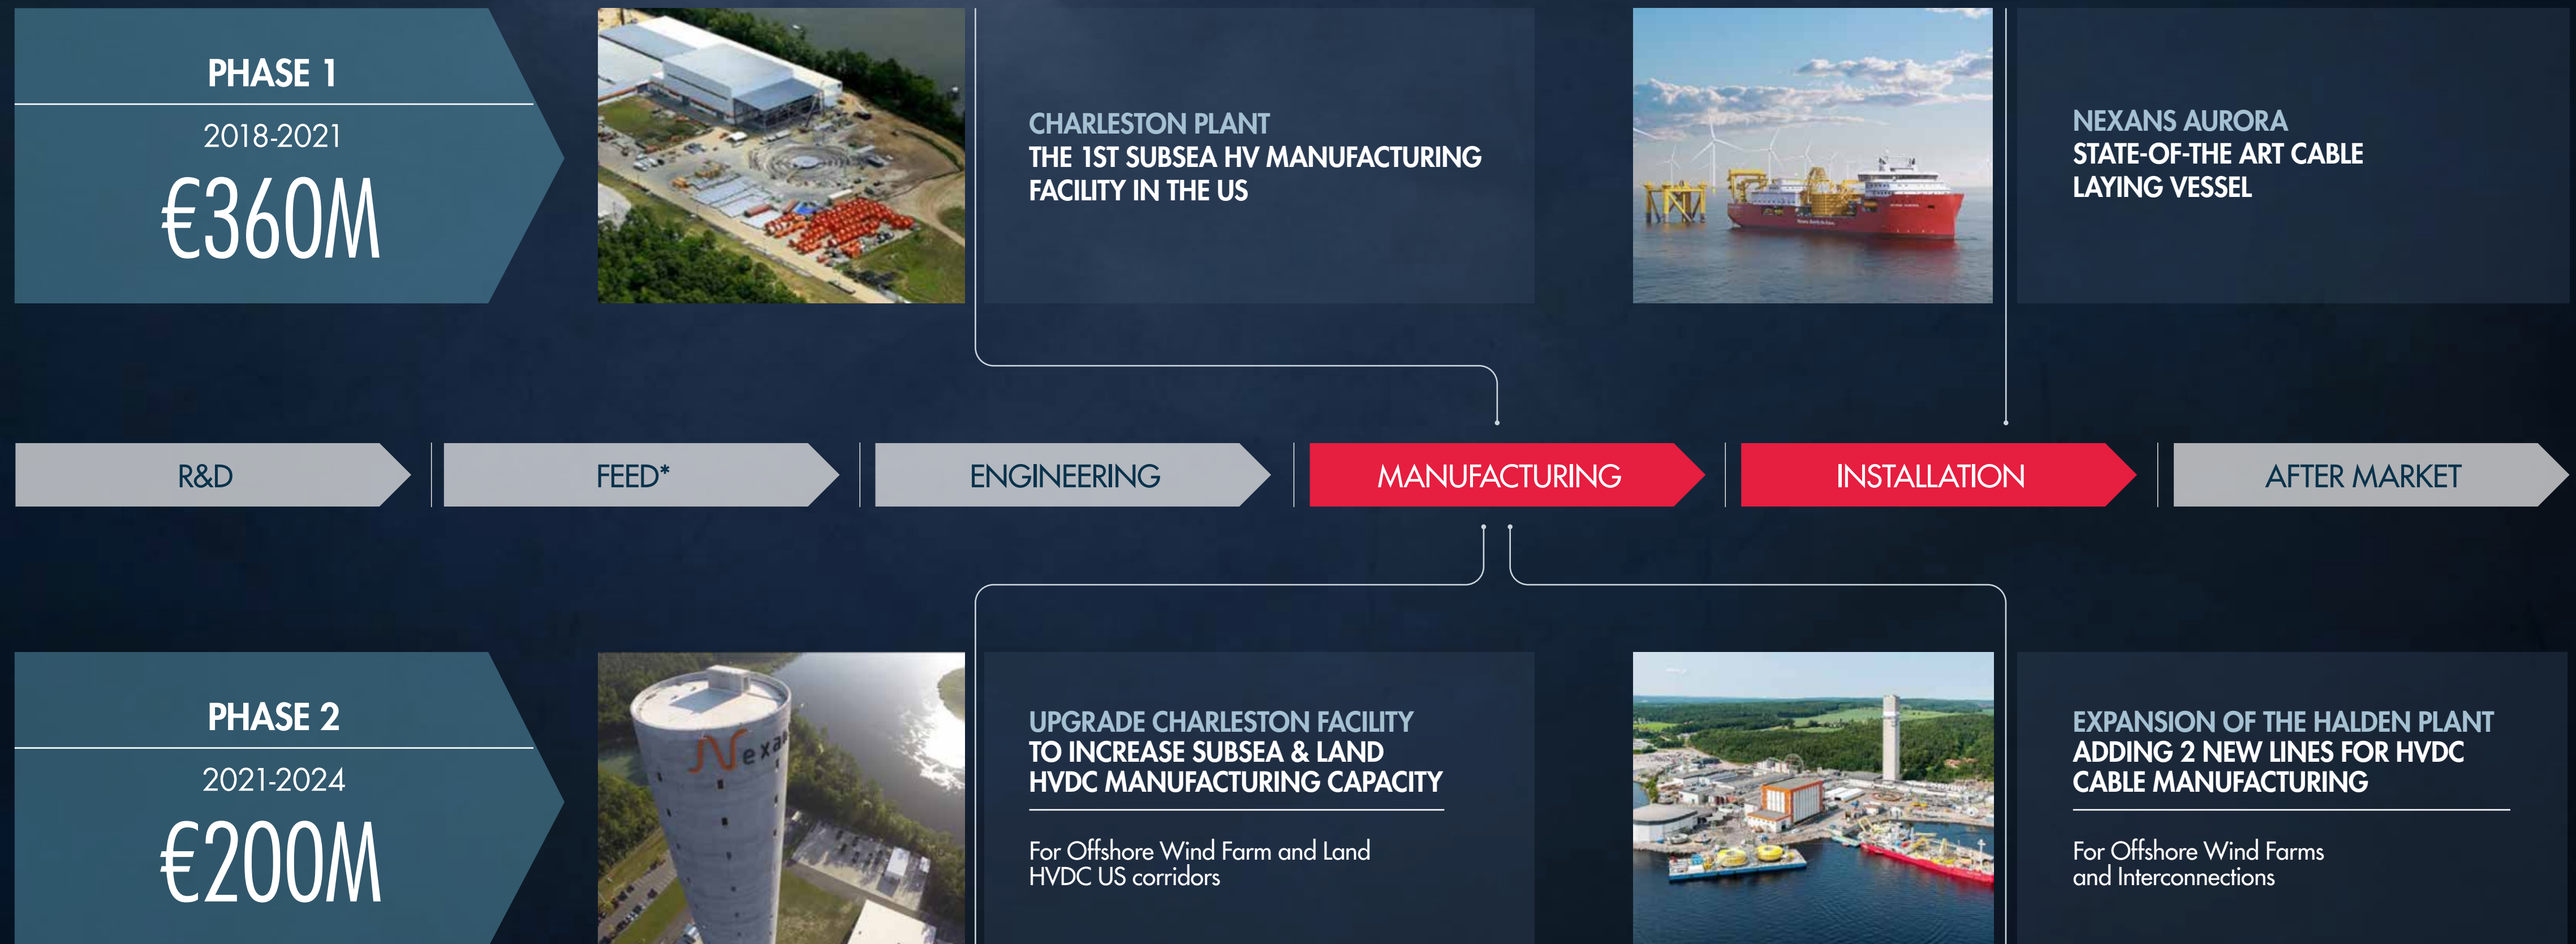 PHASE 1
2018-2021
€360M
CHARLESTON PLANT
THE 1ST SUBSEA HV MANUFACTURING
FACILITY IN THE US
NEXANS AURORA
STATE-OF-THE ART CABLE
LAYING VESSEL
R&D
FEED*
ENGINEERING
MANUFACTURING
INSTALLATION
AFTER MARKET
PHASE 2
2021-2024
€200M
Nexa
UPGRADE CHARLESTON FACILITY
TO INCREASE SUBSEA & LAND
HVDC MANUFACTURING CAPACITY
For Offshore Wind Farm and Land
HVDC US corridors
EXPANSION OF THE HALDEN PLANT
ADDING 2 NEW LINES FOR HVDC
CABLE MANUFACTURING
For Offshore Wind Farms
and Interconnections